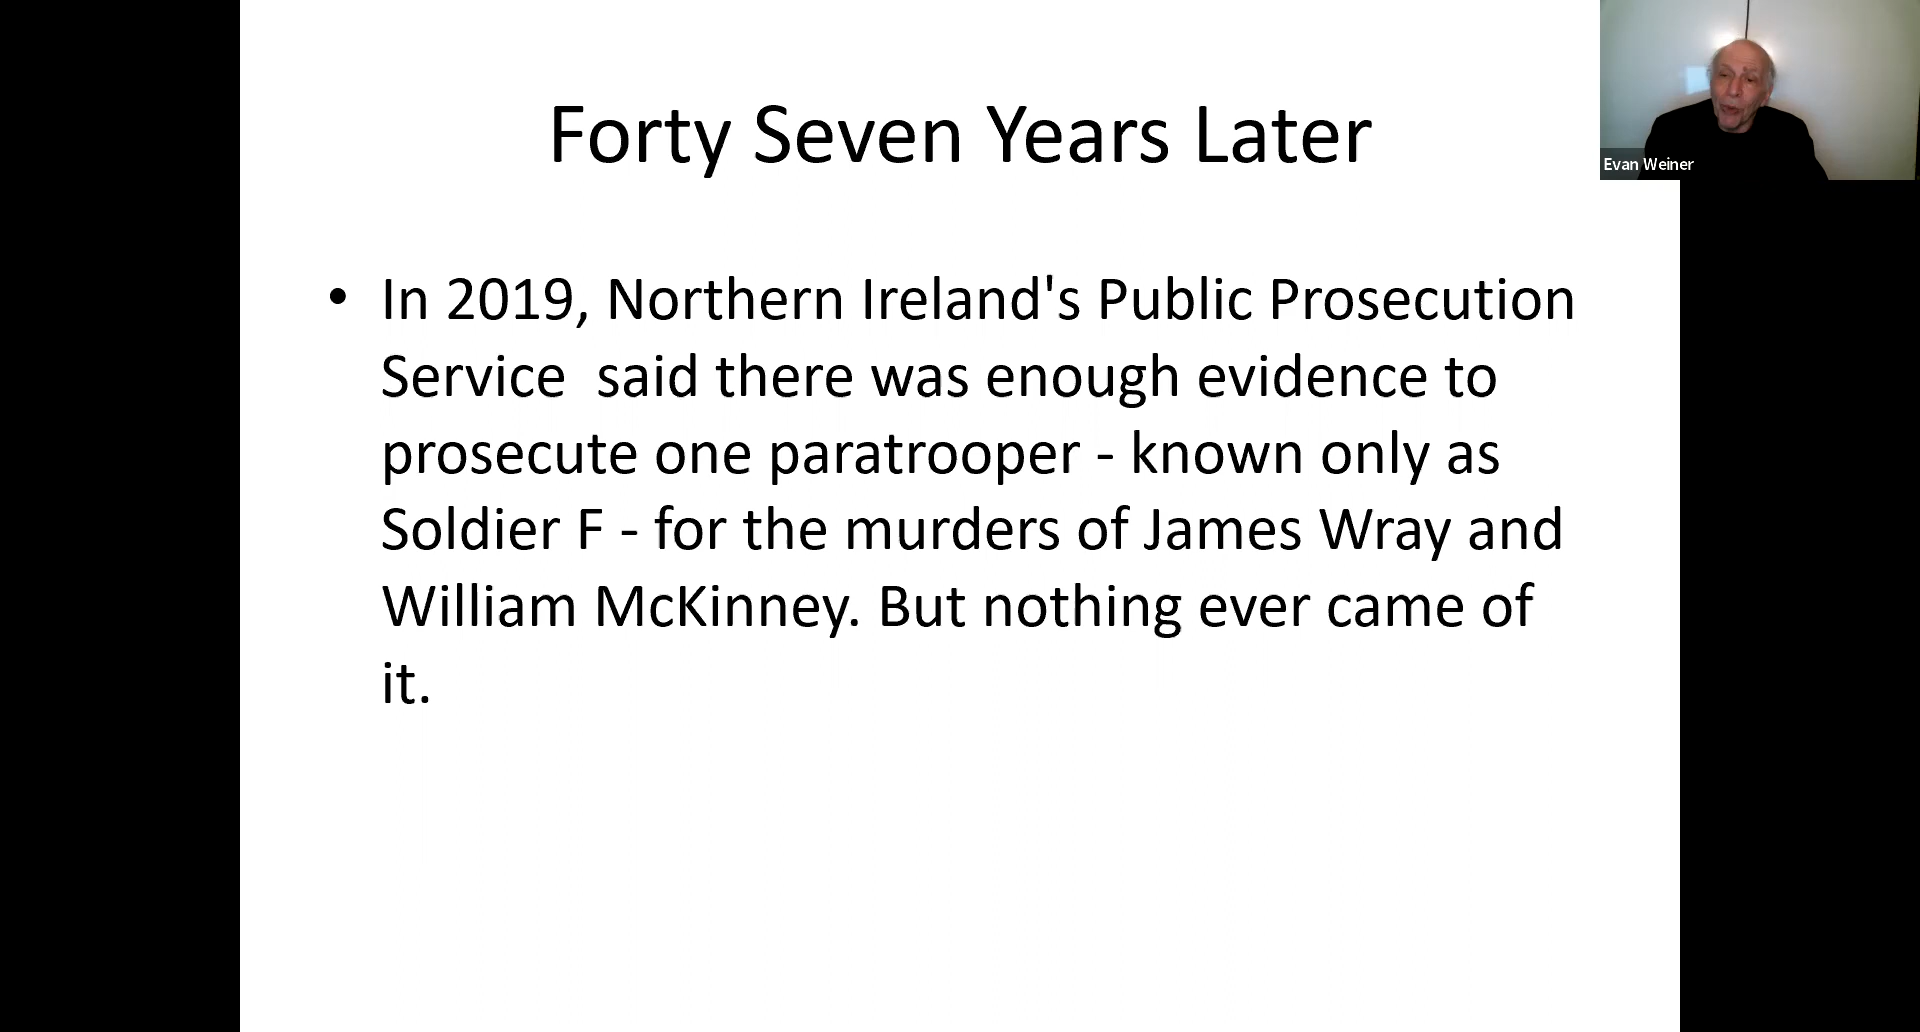 Forty Seven Years Later
Evan Weiner
• In 2019, Northern Ireland's Public Prosecution
Service  said there was enough evidence to
prosecute one paratrooper - known only as
Soldier F - for the murders of James Wray and
William McKinney. But nothing ever came of
it.